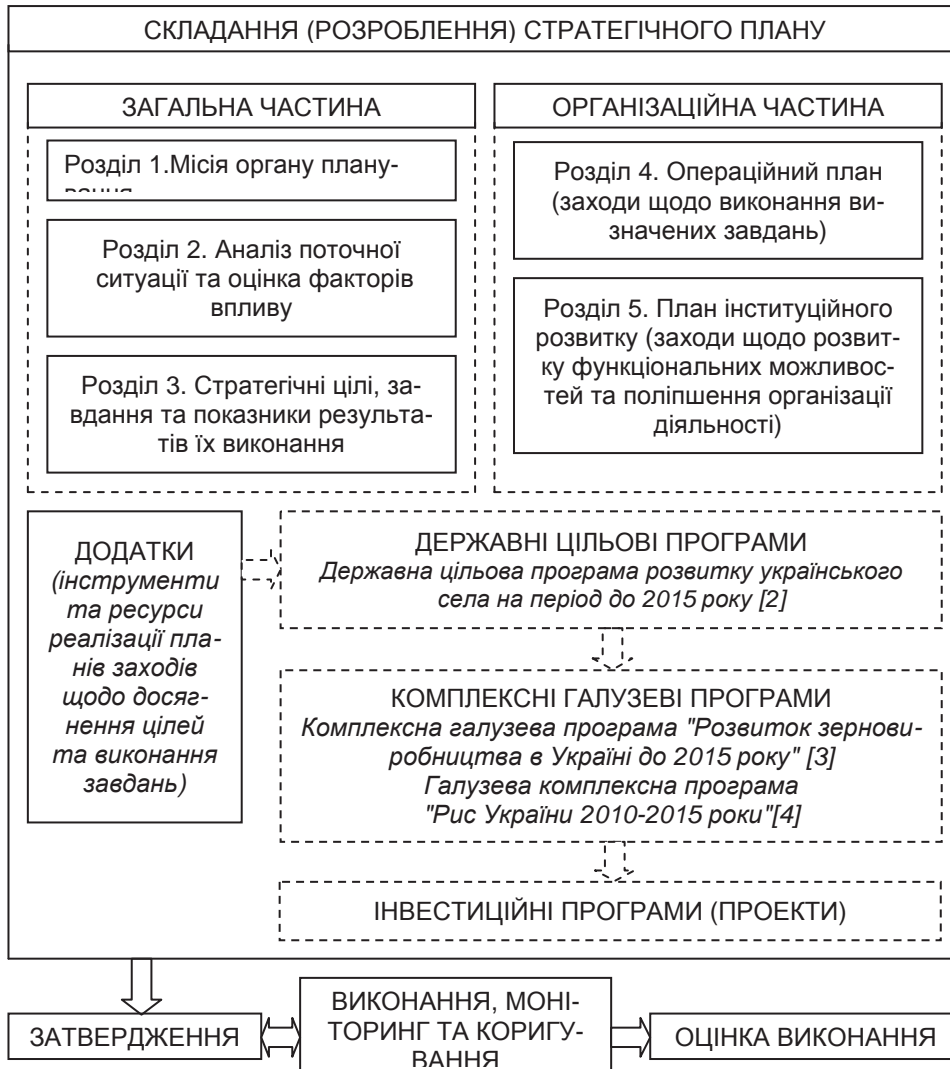 СКЛАДАННЯ (РОЗРОБЛЕННЯ) СТРАТЕГІЧНОГО ПЛАНУ
ЗАГАЛЬНА ЧАСТИНА
Розділ 1.Місія органу плану-
вання
Розділ 2. Аналіз поточної
ситуації та оцінка факторів
впливу
Розділ 3. Стратегічні цілі, за-
вдання та показники результа-
тів їх виконання
ОРГАНІЗАЦІЙНА ЧАСТИНА
Розділ 4. Операційний план
(заходи щодо виконання ви-
значених завдань)
Розділ 5. План інституційного
розвитку (заходи щодо розвит-
ку функціональних можливос-
тей та поліпшення організації
діяльності)
ДОДАТКИ
(інструменти
та ресурси
реалізації пла-
нів заходів
щодо досяг-
нення цілей
та виконання
завдань)
ДЕРЖАВНІ ЦІЛЬОВІ ПРОГРАМИ
Державна цільова програма розвитку українського
села на період до 2015 року [2]
КОМПЛЕКСНІ ГАЛУЗЕВІ ПРОГРАМИ
Комплексна галузева програма "Розвиток зернови-
робництва в Україні до 2015 року" [3]
Галузева комплексна програма
"Рис України 2010-2015 роки"[4]
ІНВЕСТИЦІЙНІ ПРОГРАМИ (ПРОЕКТИ)
ЗАТВЕРДЖЕННЯ
ВИКОНАННЯ, МОНІ-
ТОРИНГ ТА КОРИГУ-
ВАННЯ
ОЦІНКА ВИКОНАННЯ